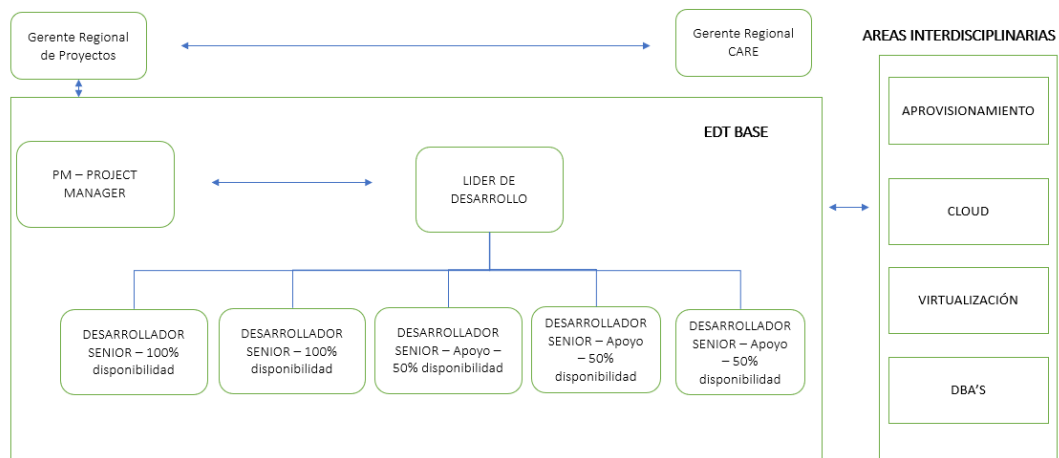 Gerente Regional
de Proyectos
Gerente Regional
CARE
AREAS INTERDISCIPLINARIAS
EDT BASE
PM – PROJECT
MANAGER
LIDER DE
DESARROLLO
DESARROLLADOR
SENIOR – 100%
disponibilidad
DESARROLLADOR
SENIOR – 100%
disponibilidad
DESARROLLADOR
SENIOR – Apoyo –
50% disponibilidad
DESARROLLADOR
SENIOR – Apoyo
– 50%
disponibilidad
DESARROLLADOR
SENIOR – Apoyo –
50% disponibilidad
APROVISIONAMIENTO
CLOUD
VIRTUALIZACIÓN
DBA'S